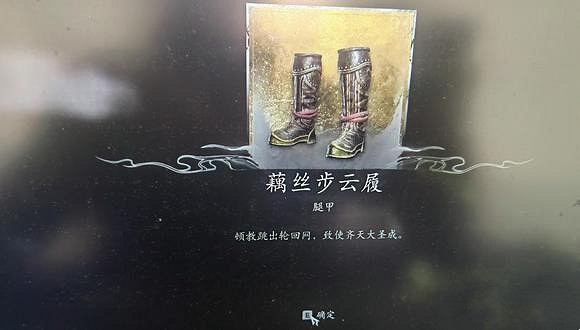 藕丝步云履
腿甲
顿教跳出轮回网，致使齐天大圣成。
E 确定